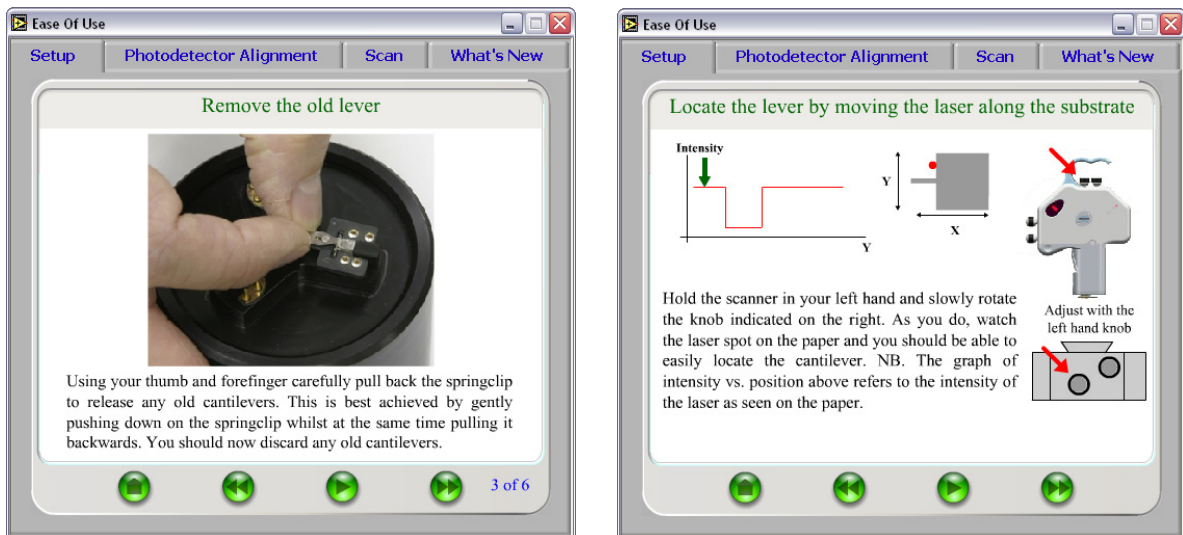 Ease Of Use
Setup
Photodetector Alignment
Scan
What's New
Remove the old lever
Using your thumb and forefinger carefully pull back the springclip
to release any old cantilevers. This is best achieved by gently
pushing down on the springclip whilst at the same time pulling it
backwards. You should now discard any old cantilevers.
3 of 6
Ease Of Use
Setup
Photodetector Alignment
Scan
What's New
Locate the lever by moving the laser along the substrate
Intensity
Y
Y
X
Hold the scanner in your left hand and slowly rotate
the knob indicated on the right. As you do, watch
the laser spot on the paper and you should be able to
easily locate the cantilever. NB. The graph of
intensity vs. position above refers to the intensity of
the laser as seen on the paper.
Adjust with the
left hand knob